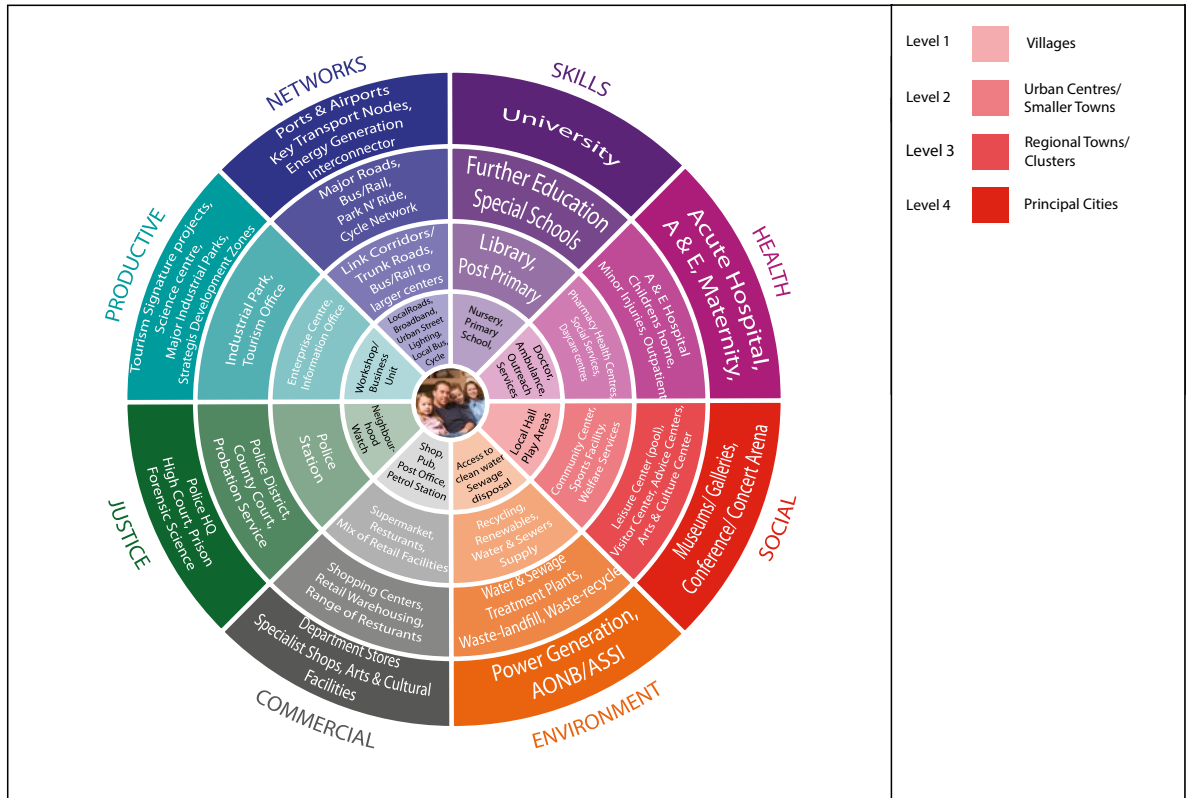 NETWORKS
Ports & Airports
Key Transport Nodes,
Energy Generation
Interconnector
Major Roads,
Bus/Rail,
Park N' Ride,
Cycle Network
Link Corridors/
Trunk Roads,
Bus/Rail to
larger centers
LocalRoads,
Broadband,
Urban Street
Lighting,
Local Bus,
Cycle
SKILLS
University
Further Education
Special Schools
Library,
Post Primary
Nursery,
Primary
School,
HEALTH
Acute Hospital,
A & E, Maternity,
A & E Hospital
Childrens home,
Minor Injuries, Outpatient
Pharmacy Health Centres,
Social Services,
Daycare centres
Doctor,
Ambulance,
Outreach
Services
SOCIAL
Museums/ Galleries,
Conference/ Concert Arena
Leisure Center (pool),
Visitor Center, Advice Centers,
Arts & Culture Center
Community Center,
Sports Facility,
Welfare Services
Local Hall
Play Areas
ENVIRONMENT
Power Generation,
AONB/ASSI
Water & Sewage
Treatment Plants,
Waste-landfill, Waste-recycle
Recycling,
Renewables,
Water & Sewers
Supply
Access to
clean water
Sewage
disposal
COMMERCIAL
Department Stores
Specialist Shops, Arts & Cultural
Facilities
Shopping Centers,
Retail Warehousing,
Range of Resturants
Supermarket,
Resturants,
Mix of Retail Facilities
Shop,
Pub,
Post Office,
Petrol Station
JUSTICE
Police HQ
High Court, Prison
Forensic Science
Police District,
County Court,
Probation Service
Police
Station
Neighbour-
hood
Watch
PRODUCTIVE
Tourism Signature projects,
Science centre,
Major Industrial Parks,
Strategis Development Zones
Industrial Park,
Tourism Office
Enterprise Centre,
Information Office
Workshop/
Business
Unit
Level 1 Villages
Level 2 Urban Centres/
Smaller Towns
Level 3 Regional Towns/
Clusters
Level 4 Principal Cities